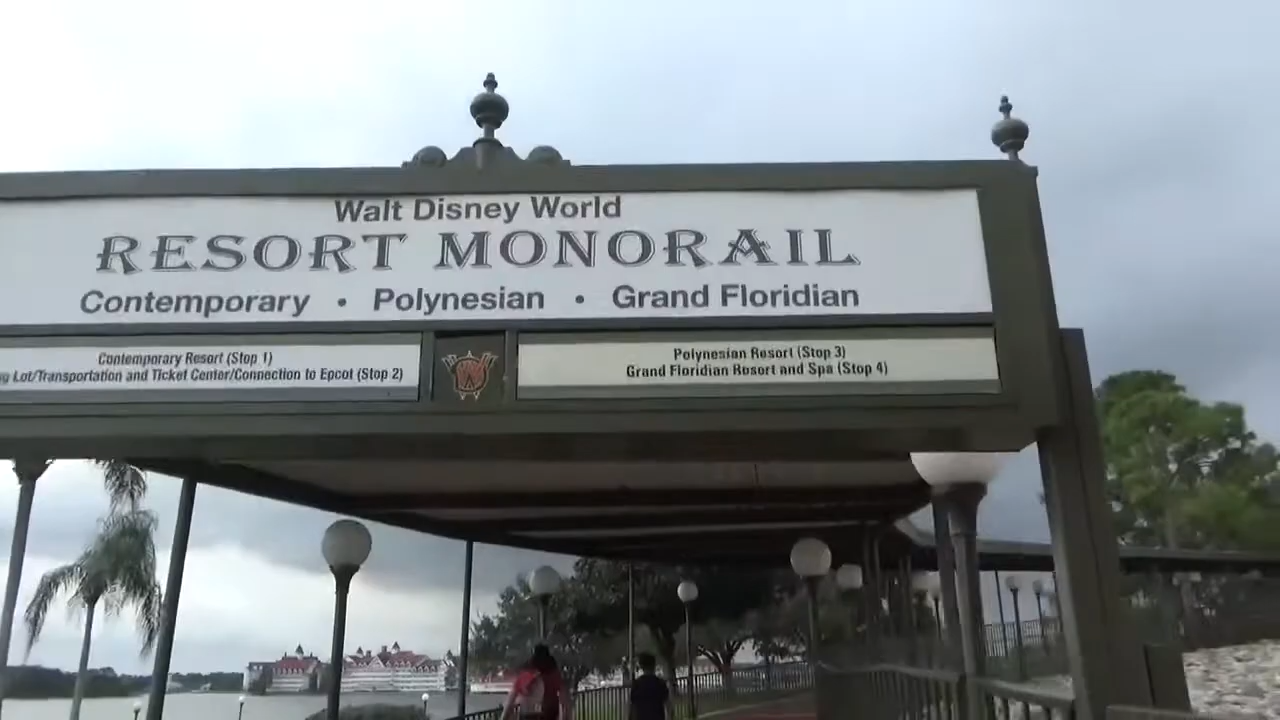 Walt Disney World
RESORT MONORAIL
Contemporary • Polynesian • Grand Floridian
Contemporary Resort (Stop 1)
Lot/Transportation and Ticket Center/Connection to Epcot (Stop 2)
Polynesian Resort (Stop 3)
Grand Floridian Resort and Spa (Stop 4)